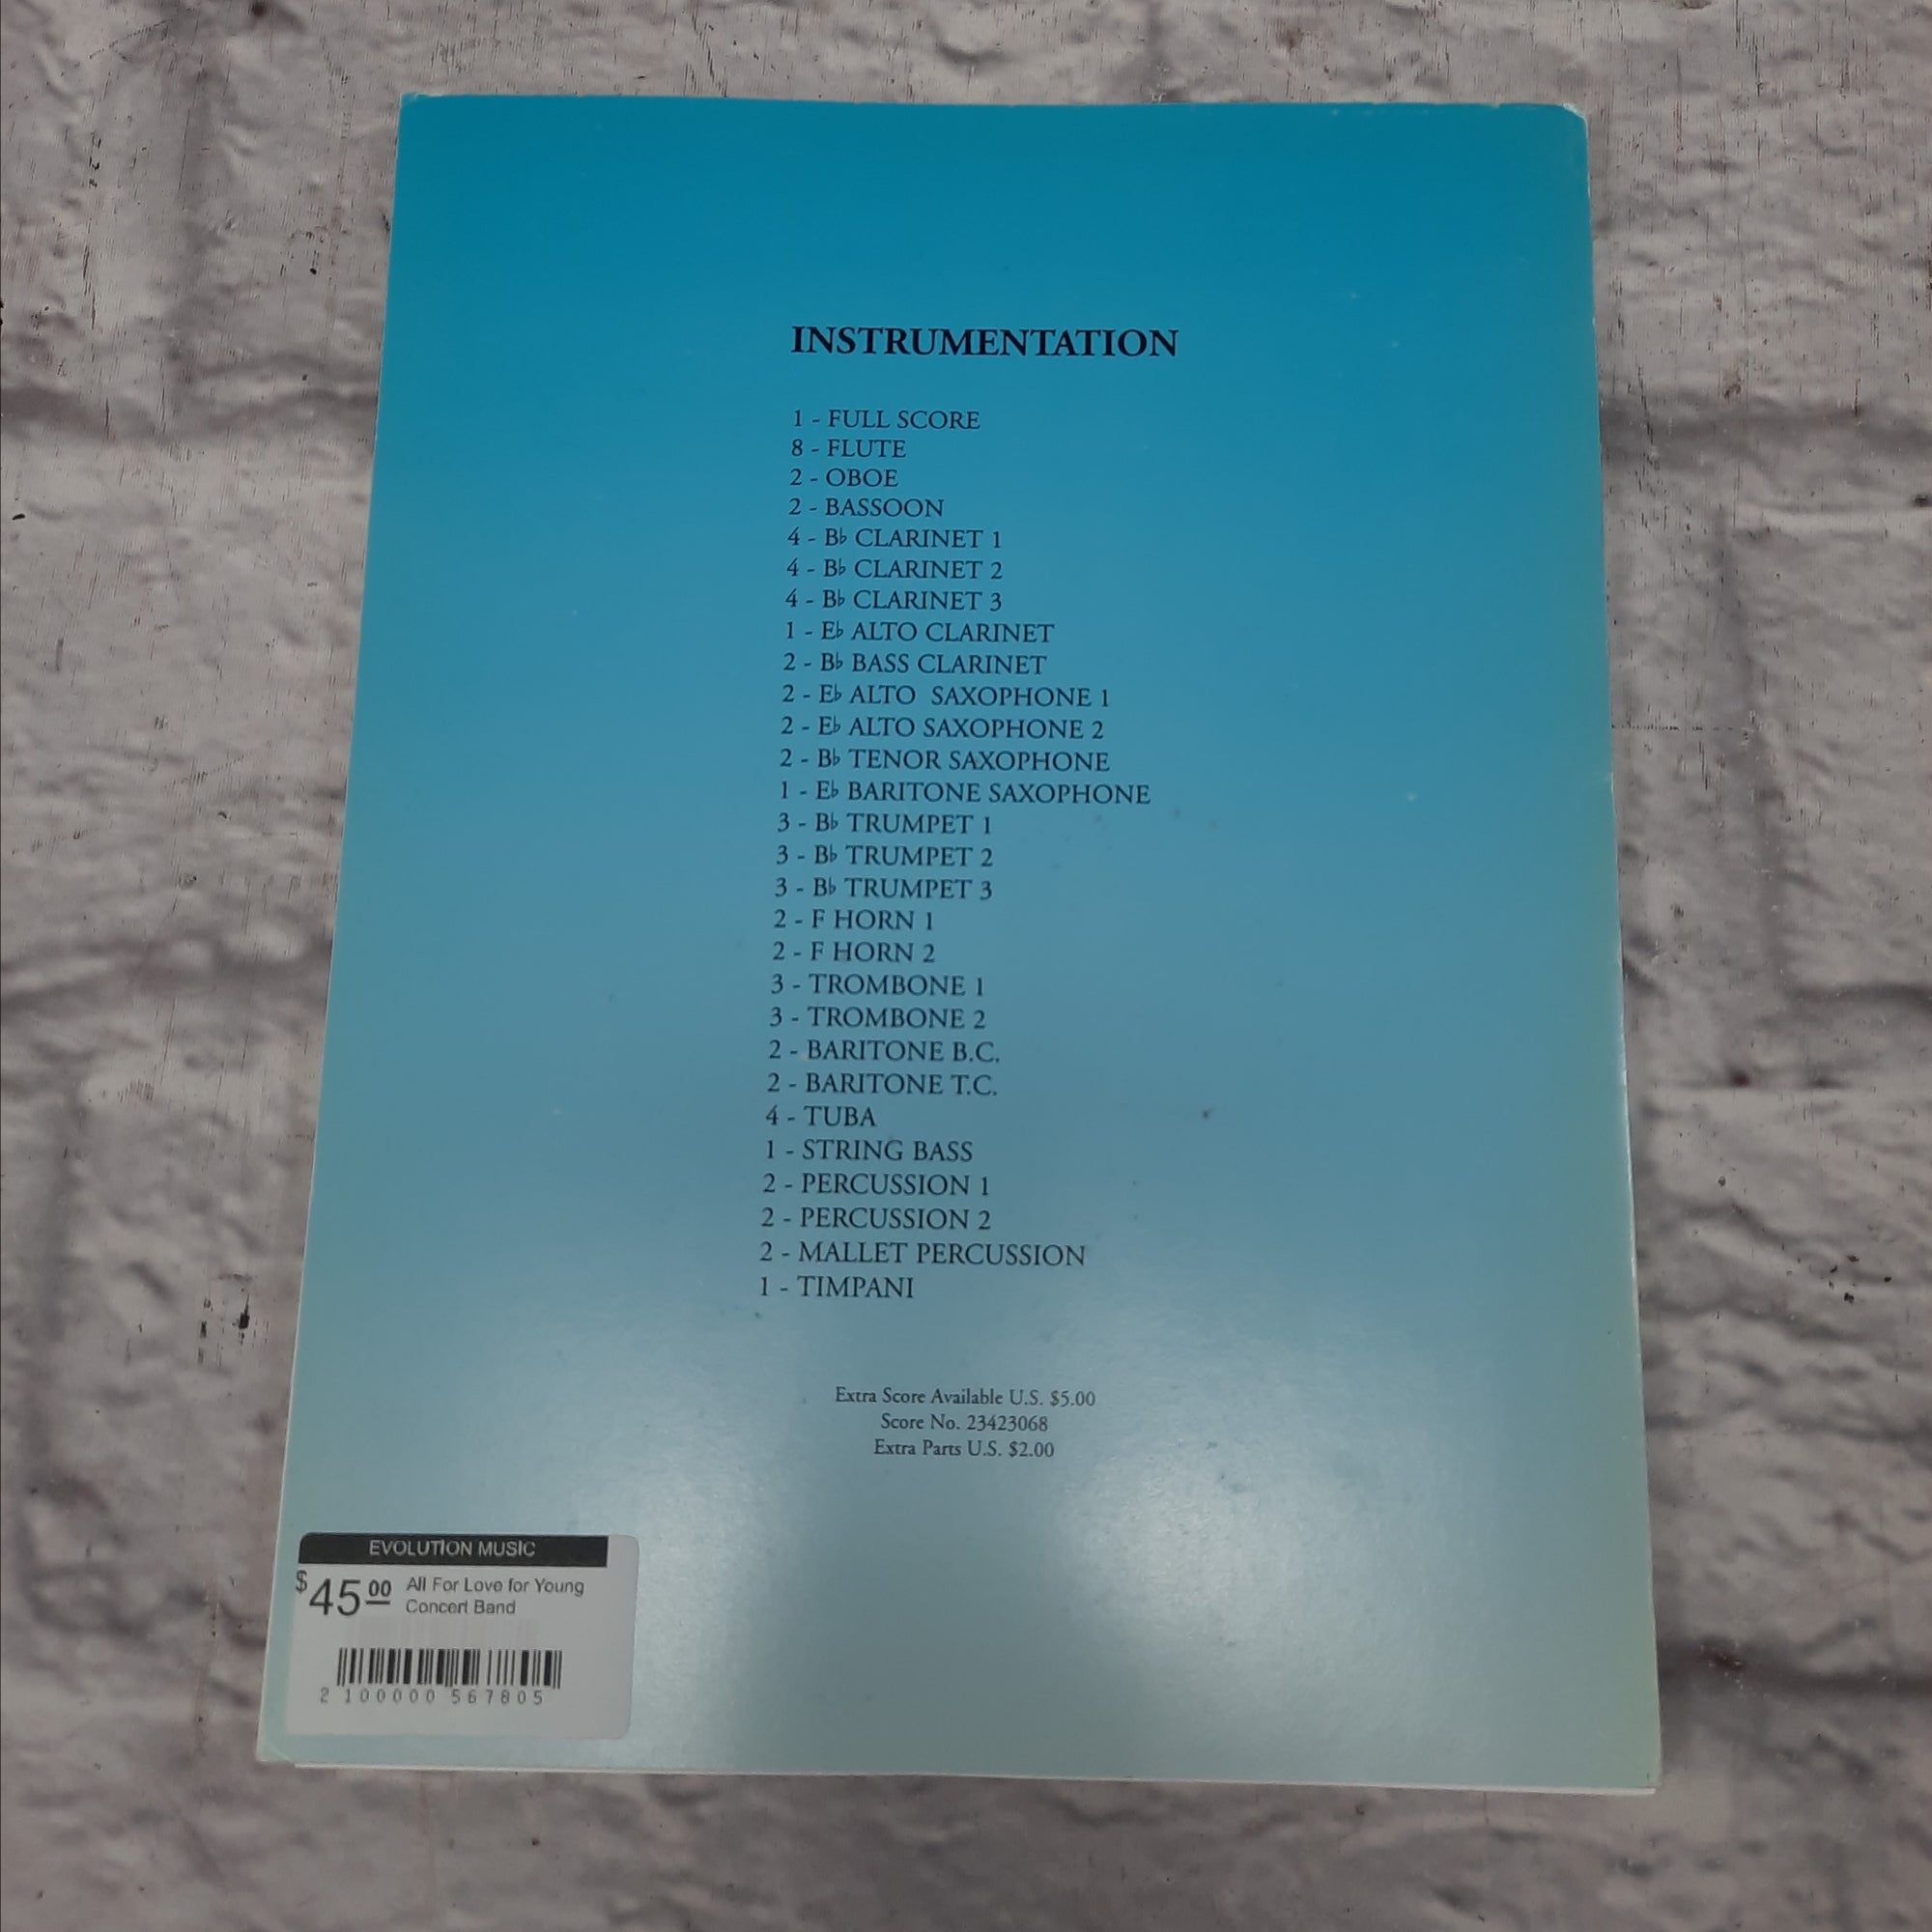 INSTRUMENTATION
1 - FULL SCORE
8 - FLUTE
2 - OBOE
2 - BASSOON
4 - B♭ CLARINET 1
4 - B♭ CLARINET 2
4 - B♭ CLARINET 3
1 - E♭ ALTO CLARINET
2 - B♭ BASS CLARINET
2 - E♭ ALTO SAXOPHONE 1
2 - E♭ ALTO SAXOPHONE 2
2 - B♭ TENOR SAXOPHONE
1 - E♭ BARITONE SAXOPHONE
3 - B♭ TRUMPET 1
3 - B♭ TRUMPET 2
3 - B♭ TRUMPET 3
2 - F HORN 1
2 - F HORN 2
3 - TROMBONE 1
3 - TROMBONE 2
2 - BARITONE B.C.
2 - BARITONE T.C.
4 - TUBA
1 - STRING BASS
2 - PERCUSSION 1
2 - PERCUSSION 2
2 - MALLET PERCUSSION
1 - TIMPANI
Extra Score Available U.S. $5.00
Score No. 23423068
Extra Parts U.S. $2.00
EVOLUTION MUSIC
$45 00 All For Love for Young
Concert Band
2 100000 567805